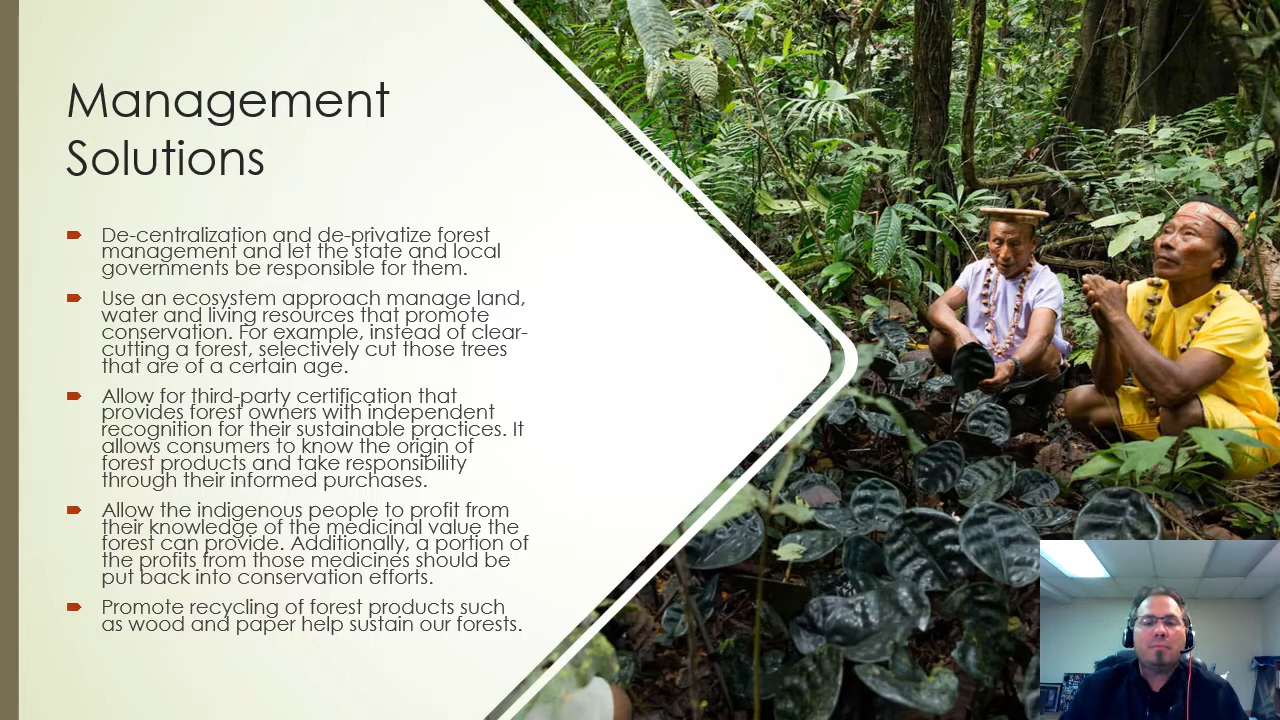 Management
Solutions
De-centralization and de-privatize forest
management and let the state and local
governments be responsible for them.
Use an ecosystem approach manage land,
water and living resources that promote
conservation. For example, instead of clear-
cutting a forest, selectively cut those trees
that are of a certain age.
Allow for third-party certification that
provides forest owners with independent
recognition for their sustainable practices. It
allows consumers to know the origin of
forest products and take responsibility
through their informed purchases.
Allow the indigenous people to profit from
their knowledge of the medicinal value the
forest can provide. Additionally, a portion of
the profits from those medicines should be
put back into conservation efforts.
Promote recycling of forest products such
as wood and paper help sustain our forests.